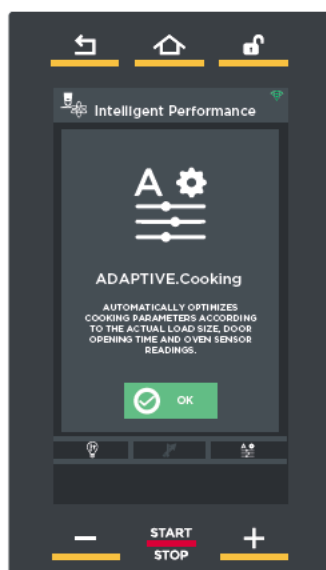 Intelligent Performance
A
ADAPTIVE.Cooking
AUTOMATICALLY OPTIMIZES
COOKING PARAMETERS ACCORDING
TO THE ACTUAL LOAD SIZE, DOOR
OPENING TIME AND OVEN SENSOR
READINGS.
OK
START
STOP